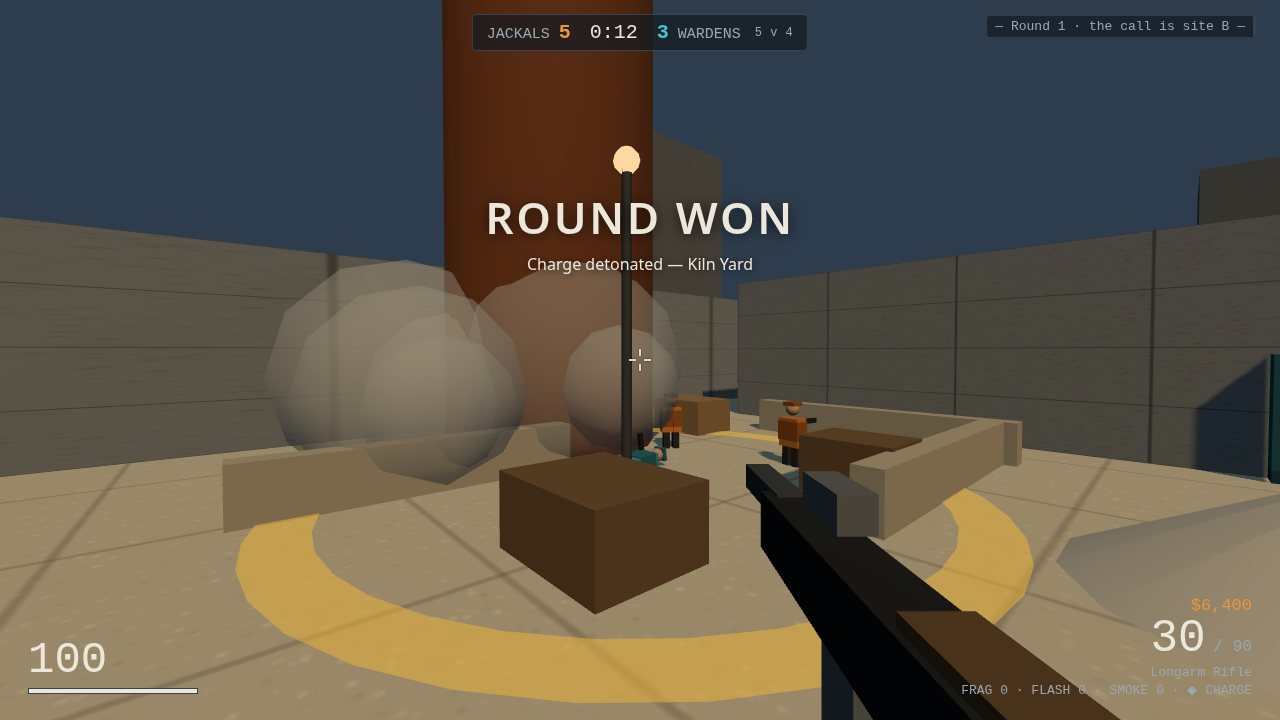 JACKALS 5 0:12 3 WARDENS 5 v 4
— Round 1 · the call is site B —
ROUND WON
Charge detonated — Kiln Yard
$6,400
100
30 / 90
Longarm Rifle
FRAG 0 · FLASH 0 · SMOKE 0 · ◆ CHARGE